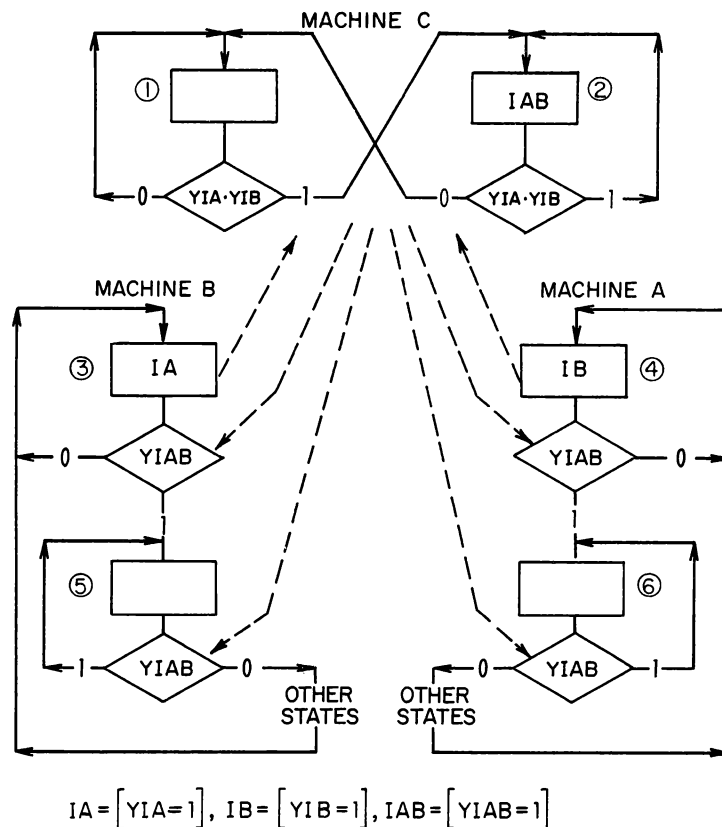 MACHINE C
① ②
IAB
0 YIA·YIB 1 0 YIA·YIB 1
MACHINE B MACHINE A
③ IA IB ④
0 YIAB YIAB 0
1 1
⑤ ⑥
1 YIAB 0 0 YIAB 1
OTHER STATES OTHER STATES
IA=[YIA=1], IB=[YIB=1], IAB=[YIAB=1]